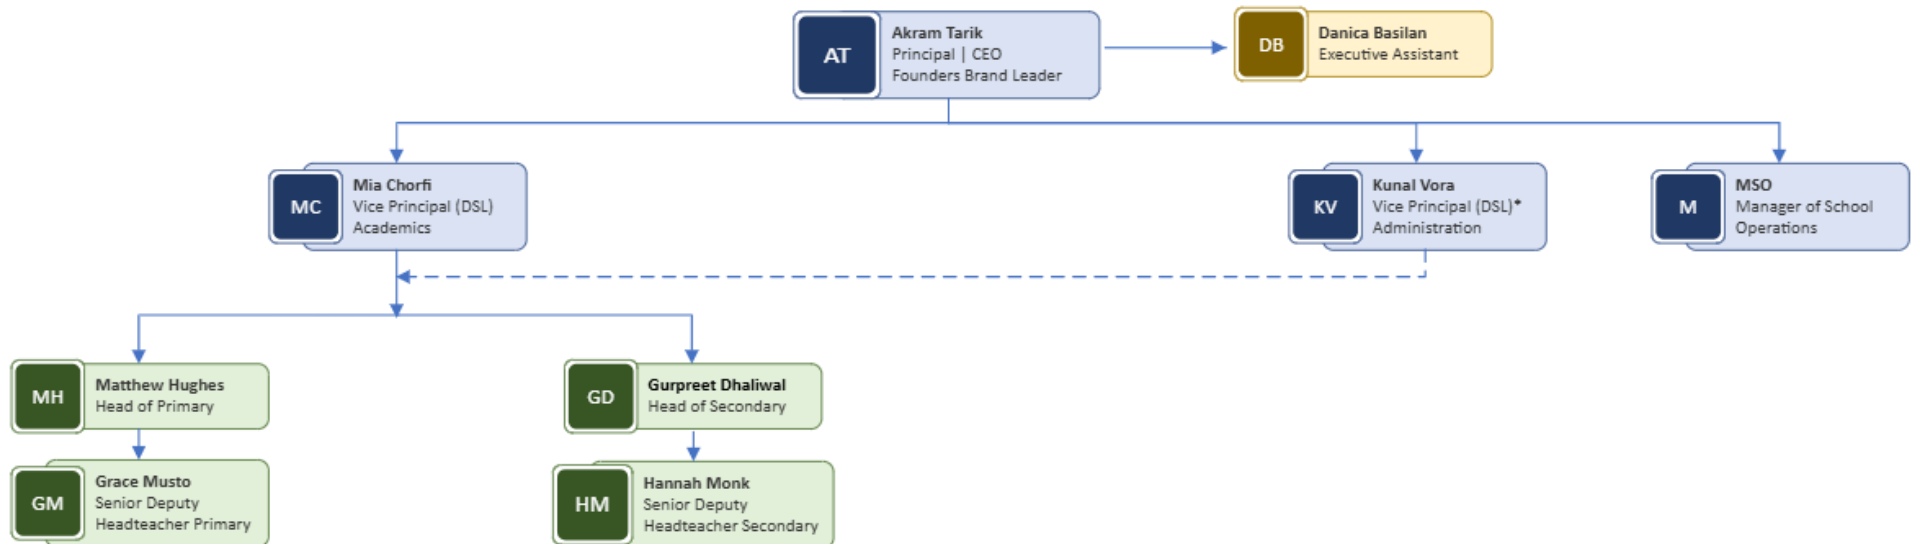 AT
Akram Tarik
Principal | CEO
Founders Brand Leader
DB
Danica Basilan
Executive Assistant
MC
Mia Chorfi
Vice Principal (DSL)
Academics
KV
Kunal Vora
Vice Principal (DSL)*
Administration
M
MSO
Manager of School
Operations
MH
Matthew Hughes
Head of Primary
GD
Gurpreet Dhaliwal
Head of Secondary
GM
Grace Musto
Senior Deputy
Headteacher Primary
HM
Hannah Monk
Senior Deputy
Headteacher Secondary